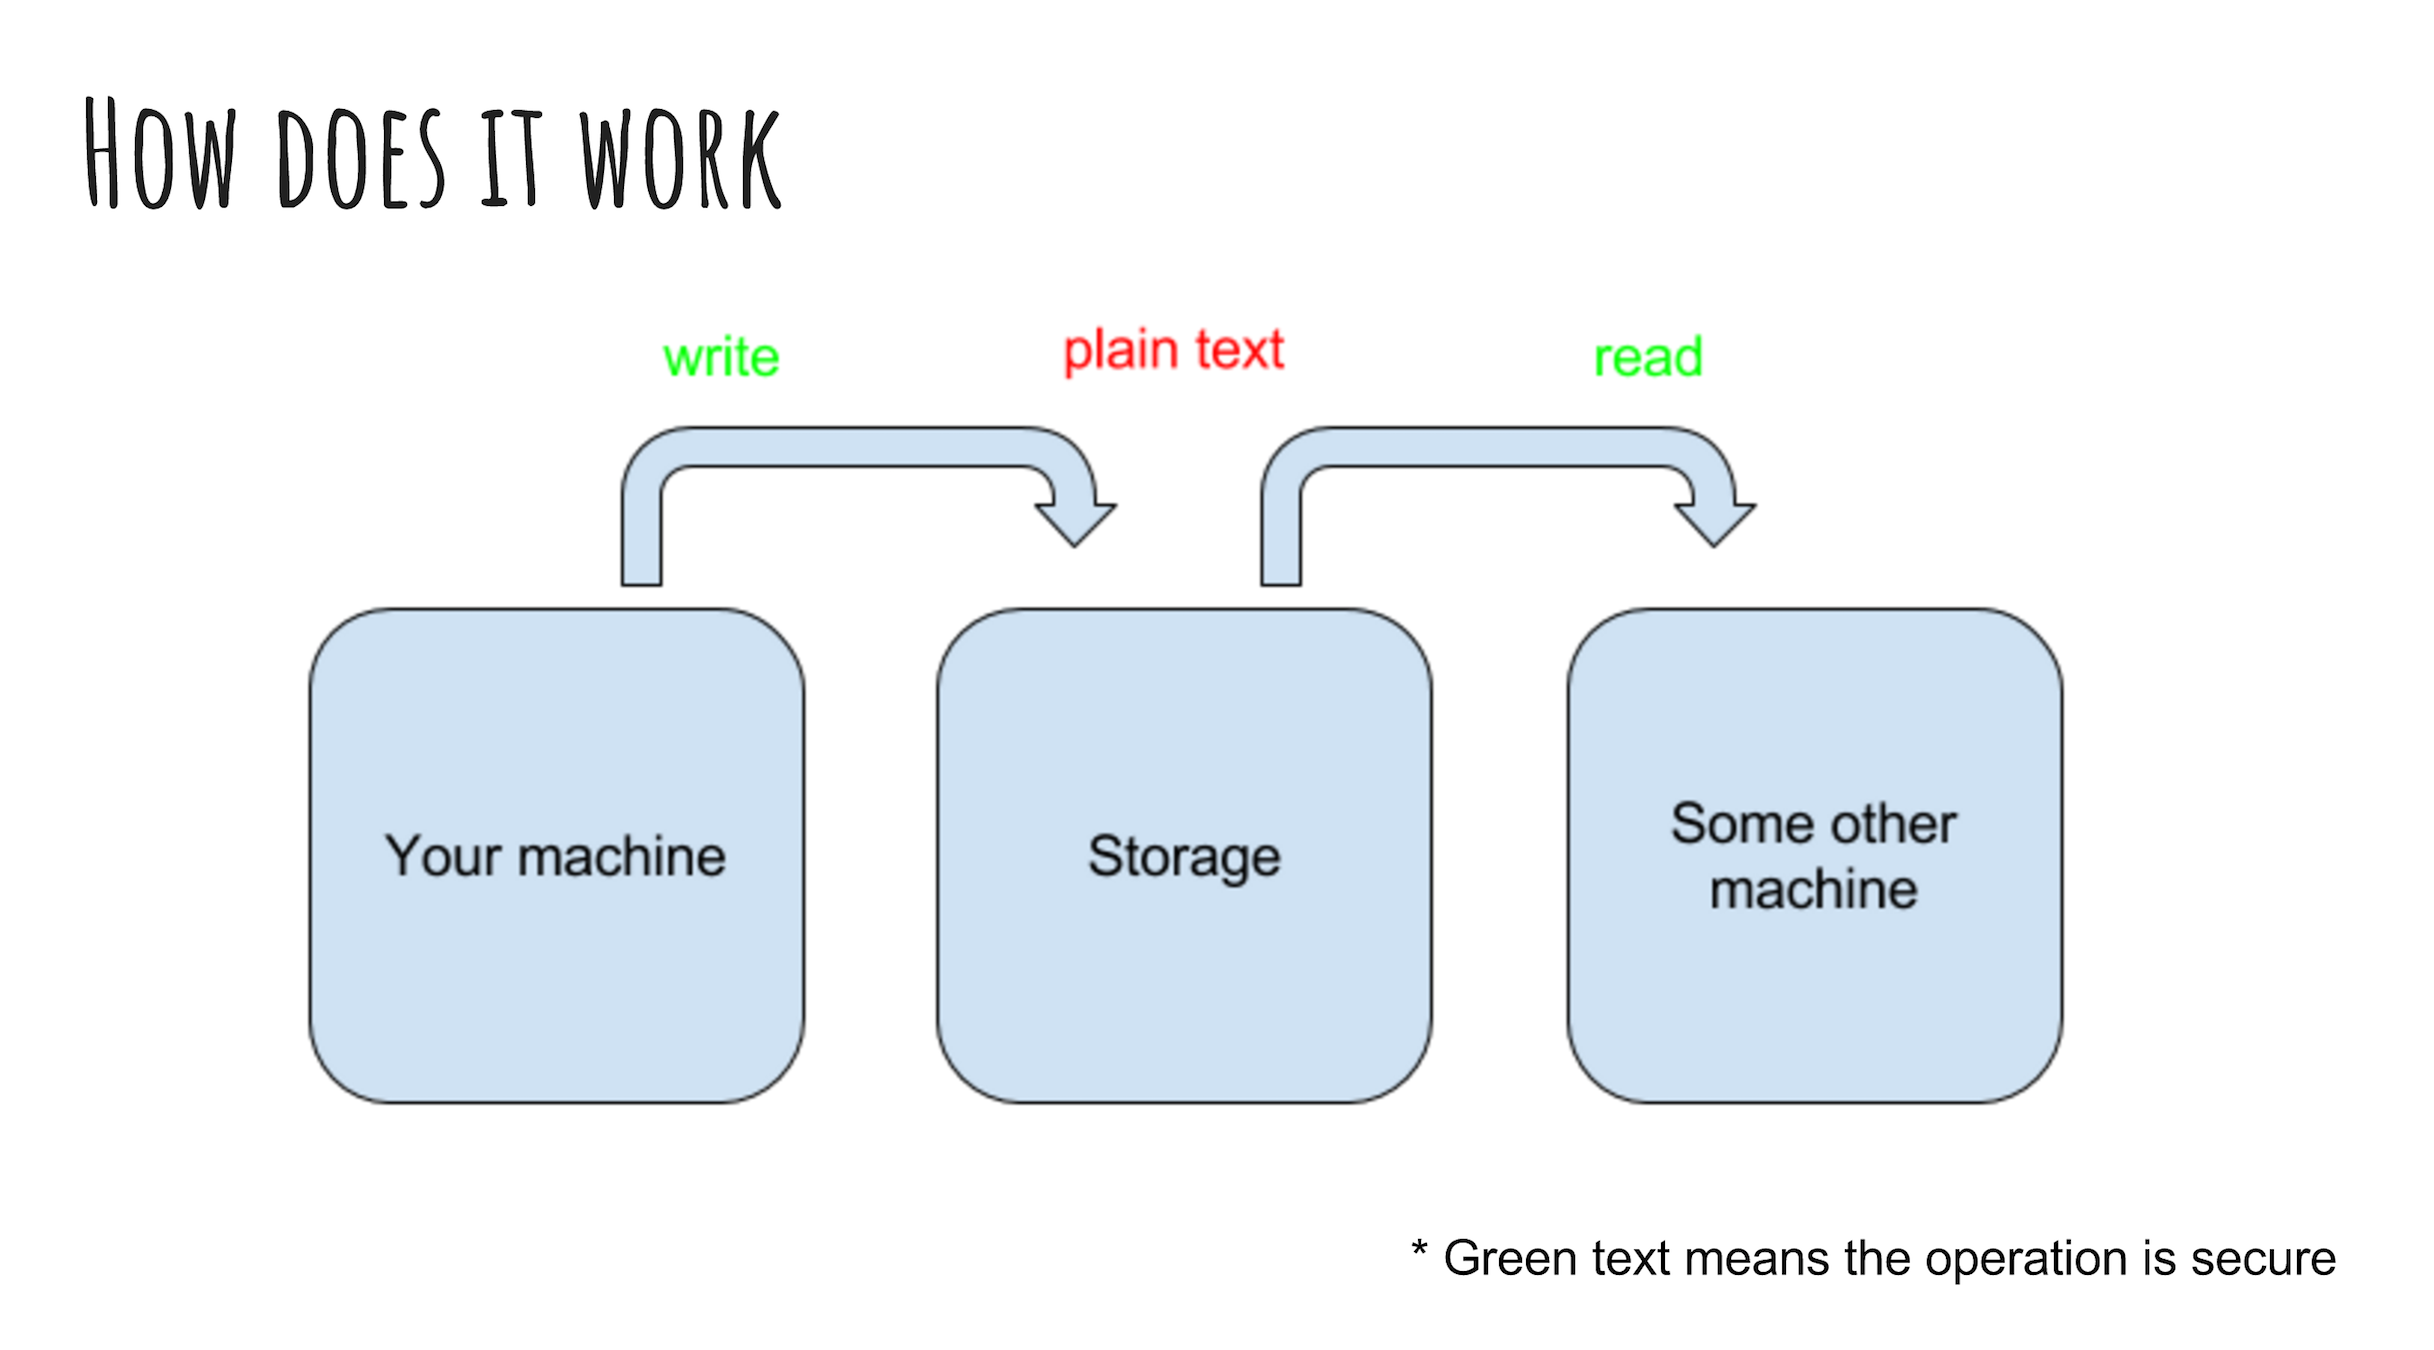 How does it work
write
plain text
read
Your machine
Storage
Some other
machine
* Green text means the operation is secure